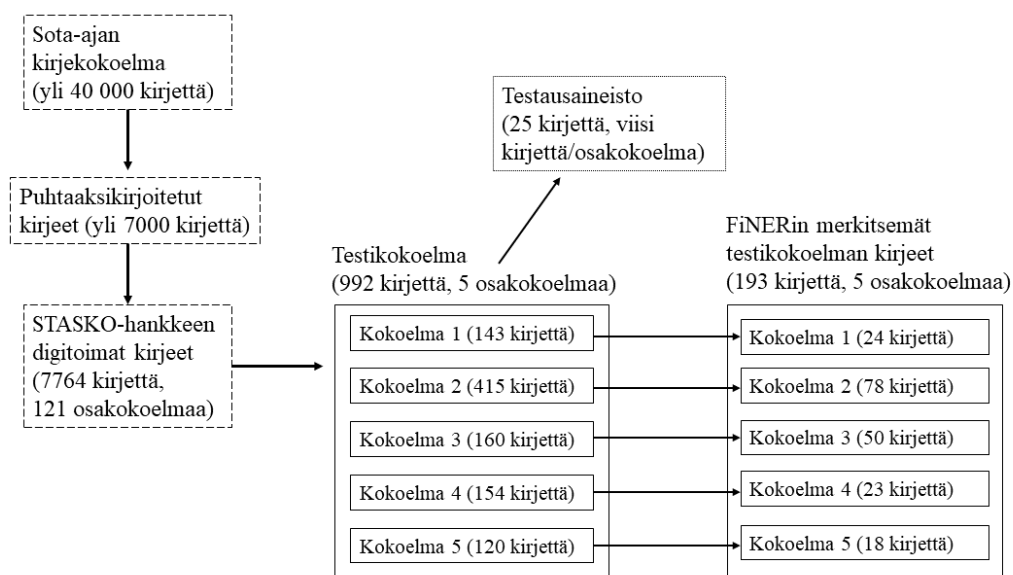 Sota-ajan
kirjekokoelma
(yli 40 000 kirjettä)
Puhtaaksikirjoitetut
kirjeet (yli 7000 kirjettä)
STASKO-hankkeen
digitoimat kirjeet
(7764 kirjettä,
121 osakokoelmaa)
Testausaineisto
(25 kirjettä, viisi
kirjettä/osakokoelma)
Testikokoelma
(992 kirjettä, 5 osakokoelmaa)
Kokoelma 1 (143 kirjettä)
Kokoelma 2 (415 kirjettä)
Kokoelma 3 (160 kirjettä)
Kokoelma 4 (154 kirjettä)
Kokoelma 5 (120 kirjettä)
FiNERin merkitsemät
testikokoelman kirjeet
(193 kirjettä, 5 osakokoelmaa)
Kokoelma 1 (24 kirjettä)
Kokoelma 2 (78 kirjettä)
Kokoelma 3 (50 kirjettä)
Kokoelma 4 (23 kirjettä)
Kokoelma 5 (18 kirjettä)